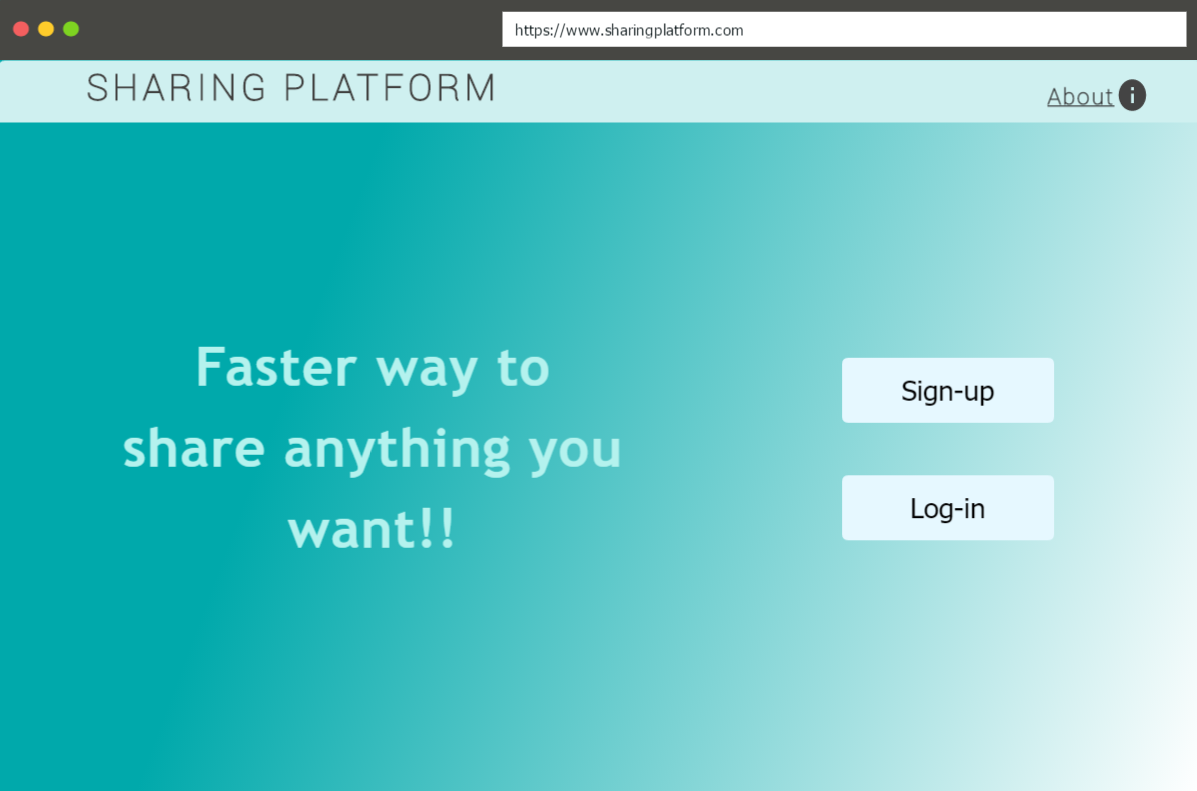 https://www.sharingplatform.com
SHARING PLATFORM
About
Faster way to
share anything you
want!!
Sign-up
Log-in